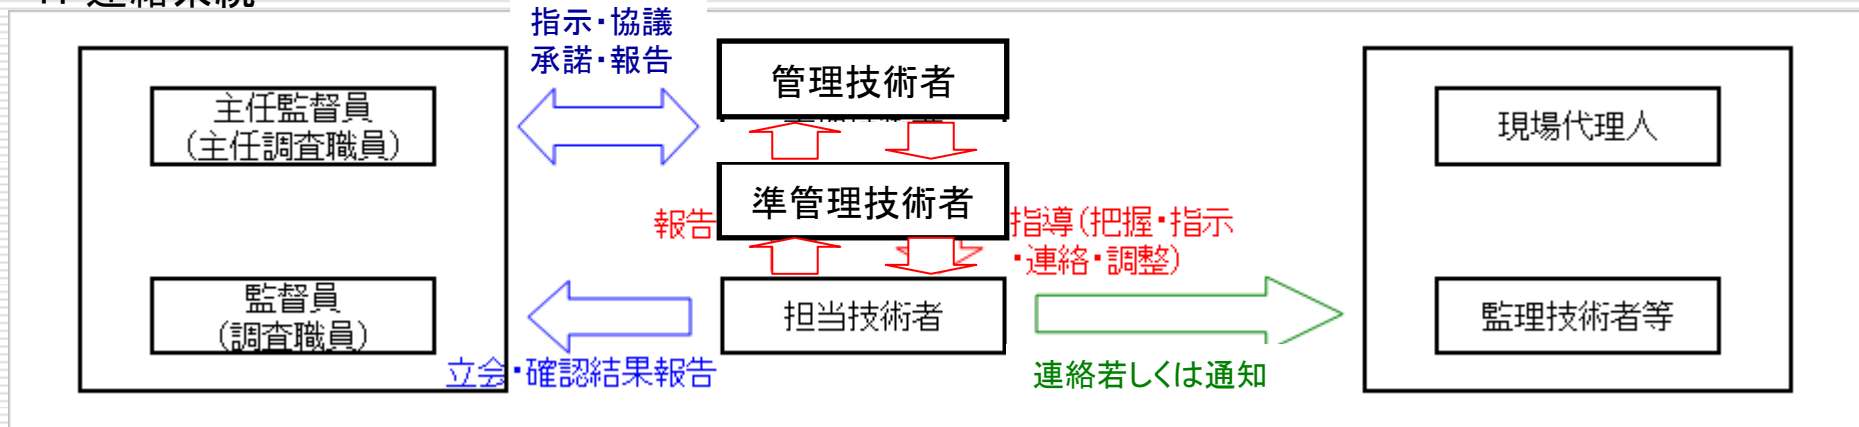 連絡系統
指示・協議
承諾・報告
管理技術者
主任監督員
(主任調査職員)
現場代理人
準管理技術者
報告
指導(把握・指示
・連絡・調整)
監督員
(調査職員)
担当技術者
監理技術者等
立会・確認結果報告
連絡若しくは通知